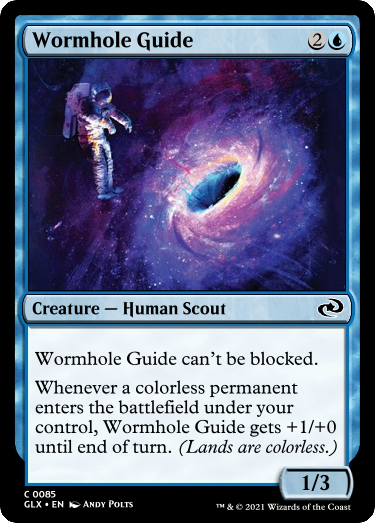 Wormhole Guide 2
Creature — Human Scout
Wormhole Guide can't be blocked.
Whenever a colorless permanent
enters the battlefield under your
control, Wormhole Guide gets +1/+0
until end of turn. (Lands are colorless.)
1/3
C 0085
GLX • EN Andy Polts
™ & © 2021 Wizards of the Coast